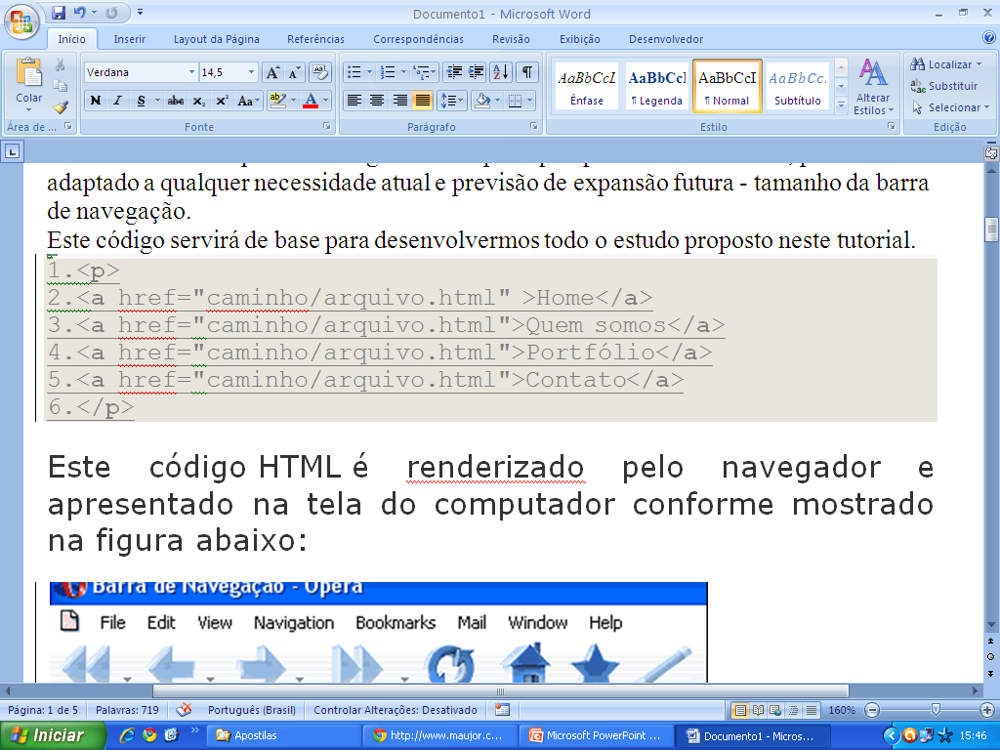 Documento1 - Microsoft Word
Início Inserir Layout da Página Referências Correspondências Revisão Exibição Desenvolvedor
Colar
Área de ...
Verdana 14,5
N I S abc x₂ x² Aa
Fonte
Parágrafo
AaBbCcI AaBbCcI AaBbCcI AaBbCc.
Ênfase ¶ Legenda ¶ Normal Subtítulo
Alterar
Estilos
Estilo
Localizar
Substituir
Selecionar
Edição
adaptado a qualquer necessidade atual e previsão de expansão futura - tamanho da barra
de navegação.
Este código servirá de base para desenvolvermos todo o estudo proposto neste tutorial.
1.<p>
2.<a href="caminho/arquivo.html" >Home</a>
3.<a href="caminho/arquivo.html">Quem somos</a>
4.<a href="caminho/arquivo.html">Portfólio</a>
5.<a href="caminho/arquivo.html">Contato</a>
6.</p>
Este código HTML é renderizado pelo navegador e
apresentado na tela do computador conforme mostrado
na figura abaixo:
Barra de Navegação - Opera
File Edit View Navigation Bookmarks Mail Window Help
Página: 1 de 5 Palavras: 719 Português (Brasil) Controlar Alterações: Desativado 160%
Iniciar Apostilas http://www.maujor.c... Microsoft PowerPoint ... Documento1 - Micros... 15:46